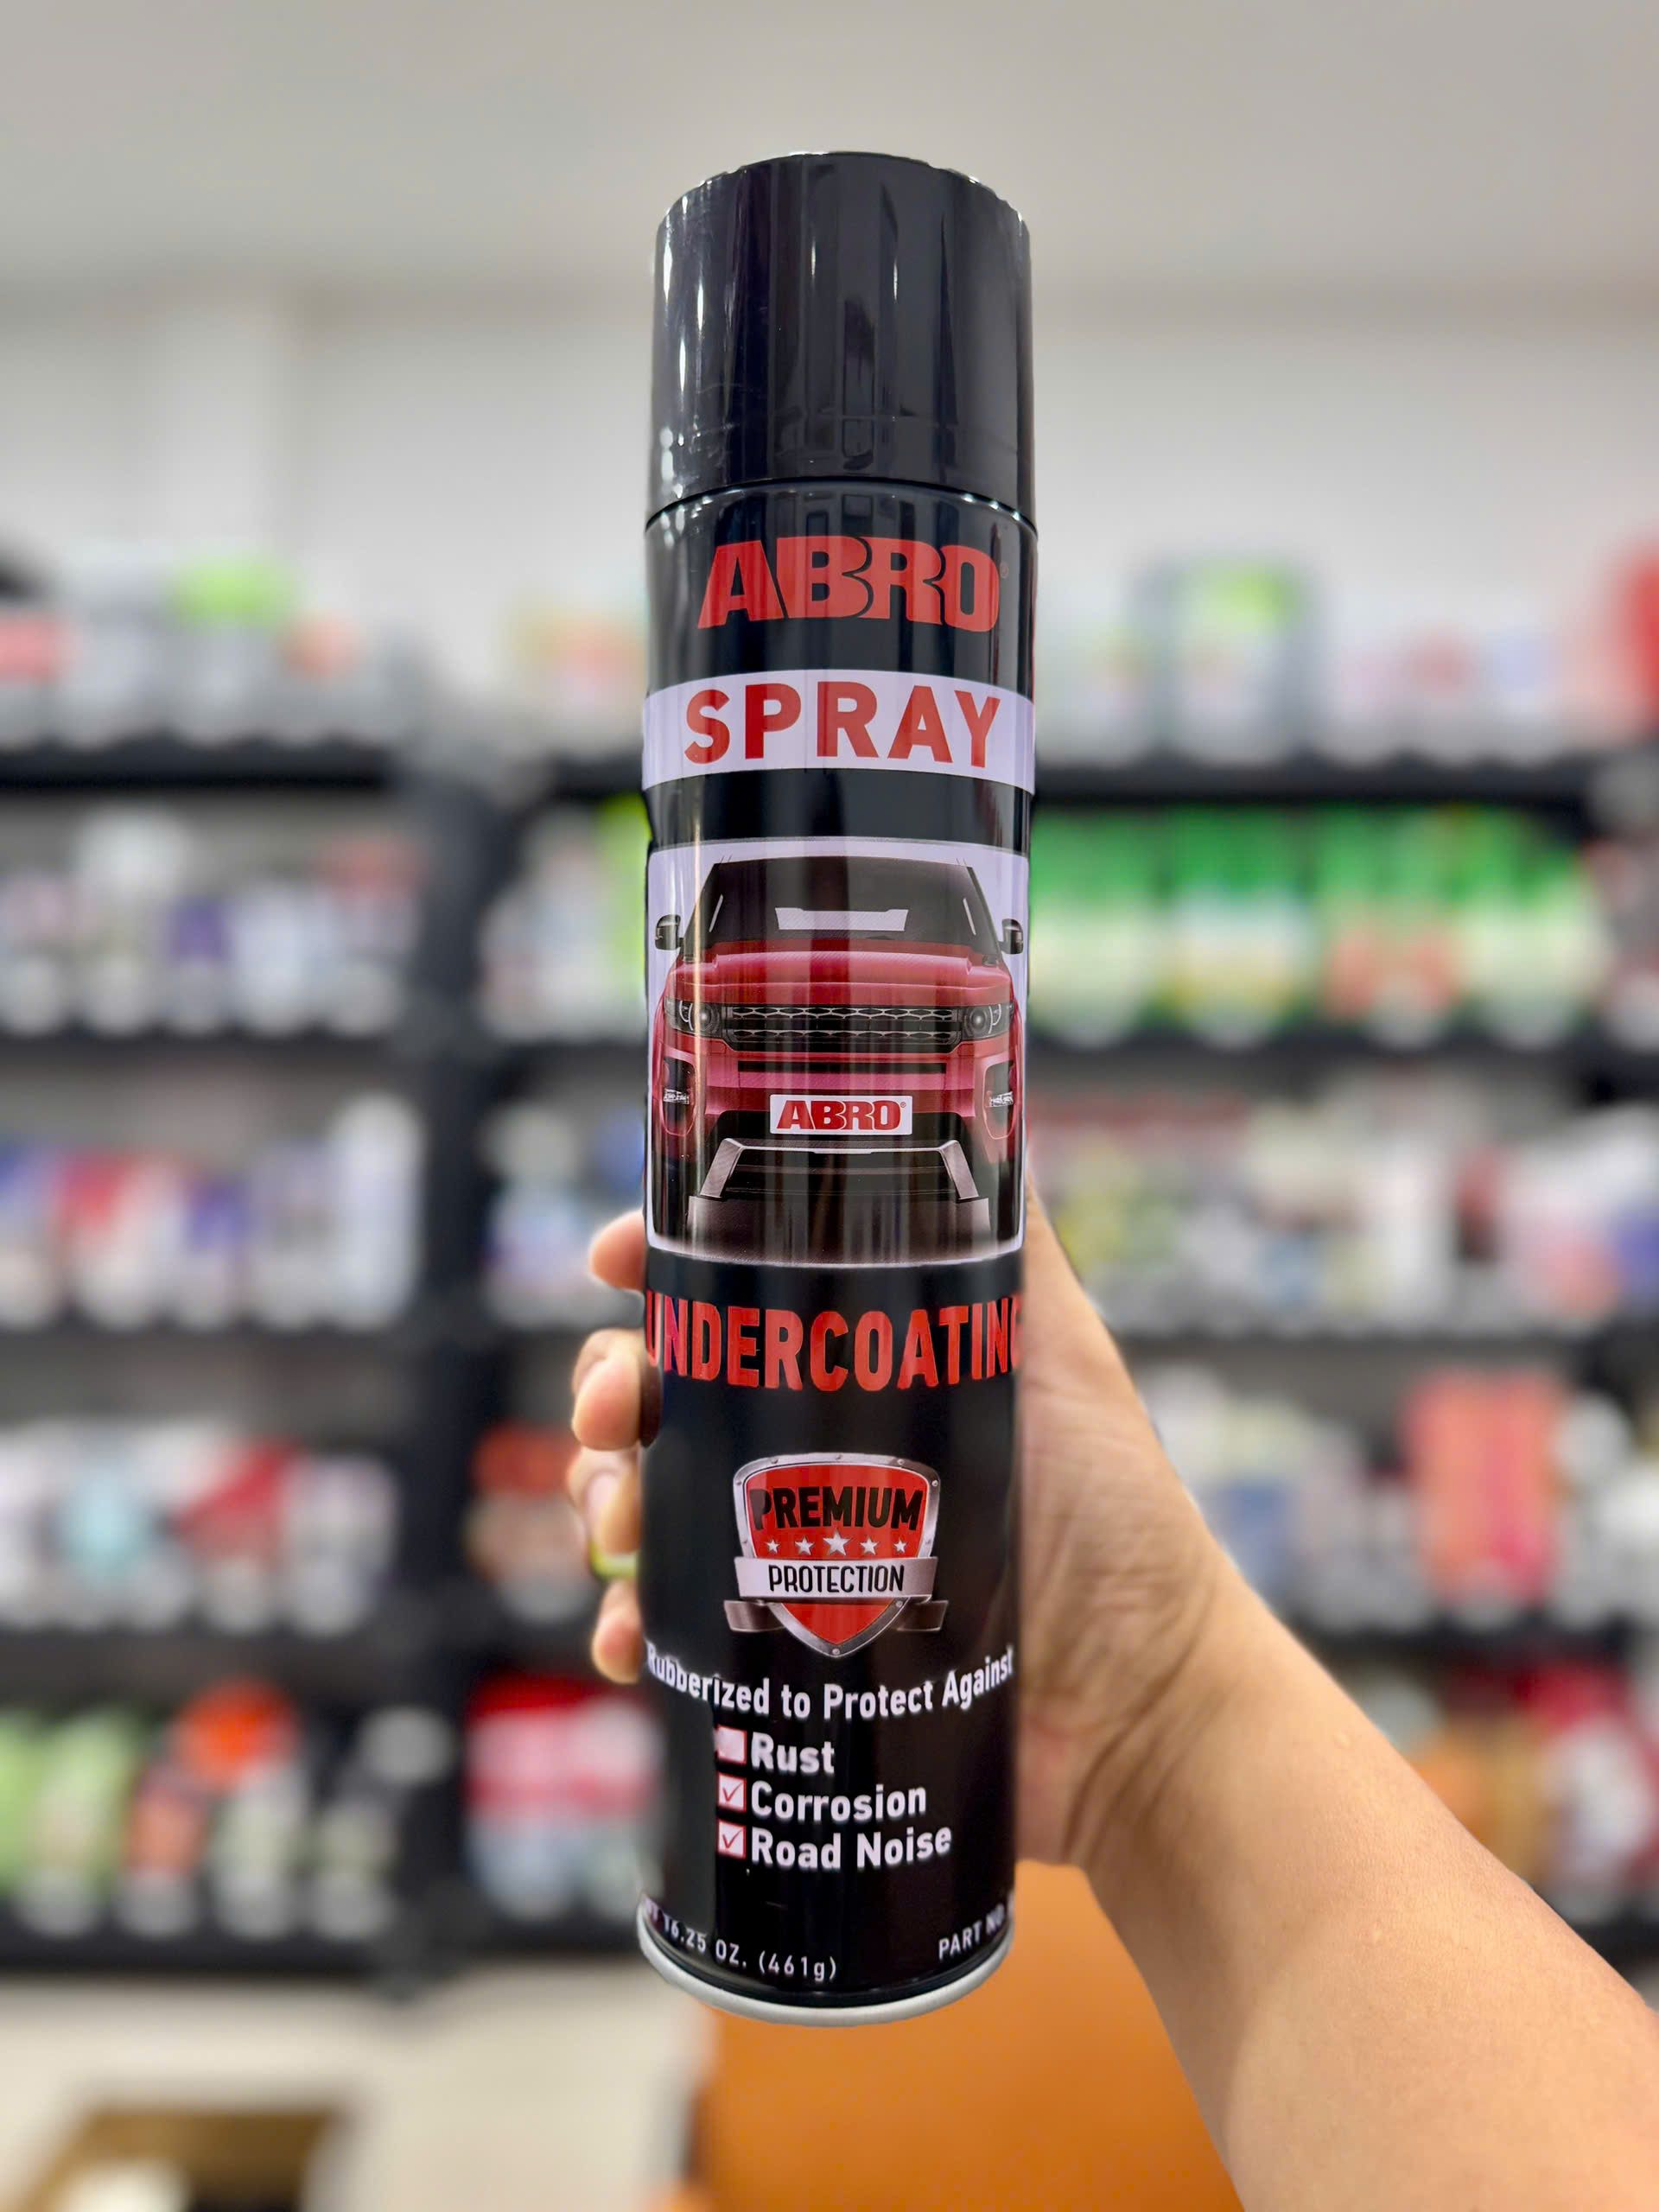 ABRO®
SPRAY
ABRO®
UNDERCOATING
PREMIUM
PROTECTION
Rubberized to Protect Against
Rust
Corrosion
Road Noise
16.25 OZ. (461g)
PART NO